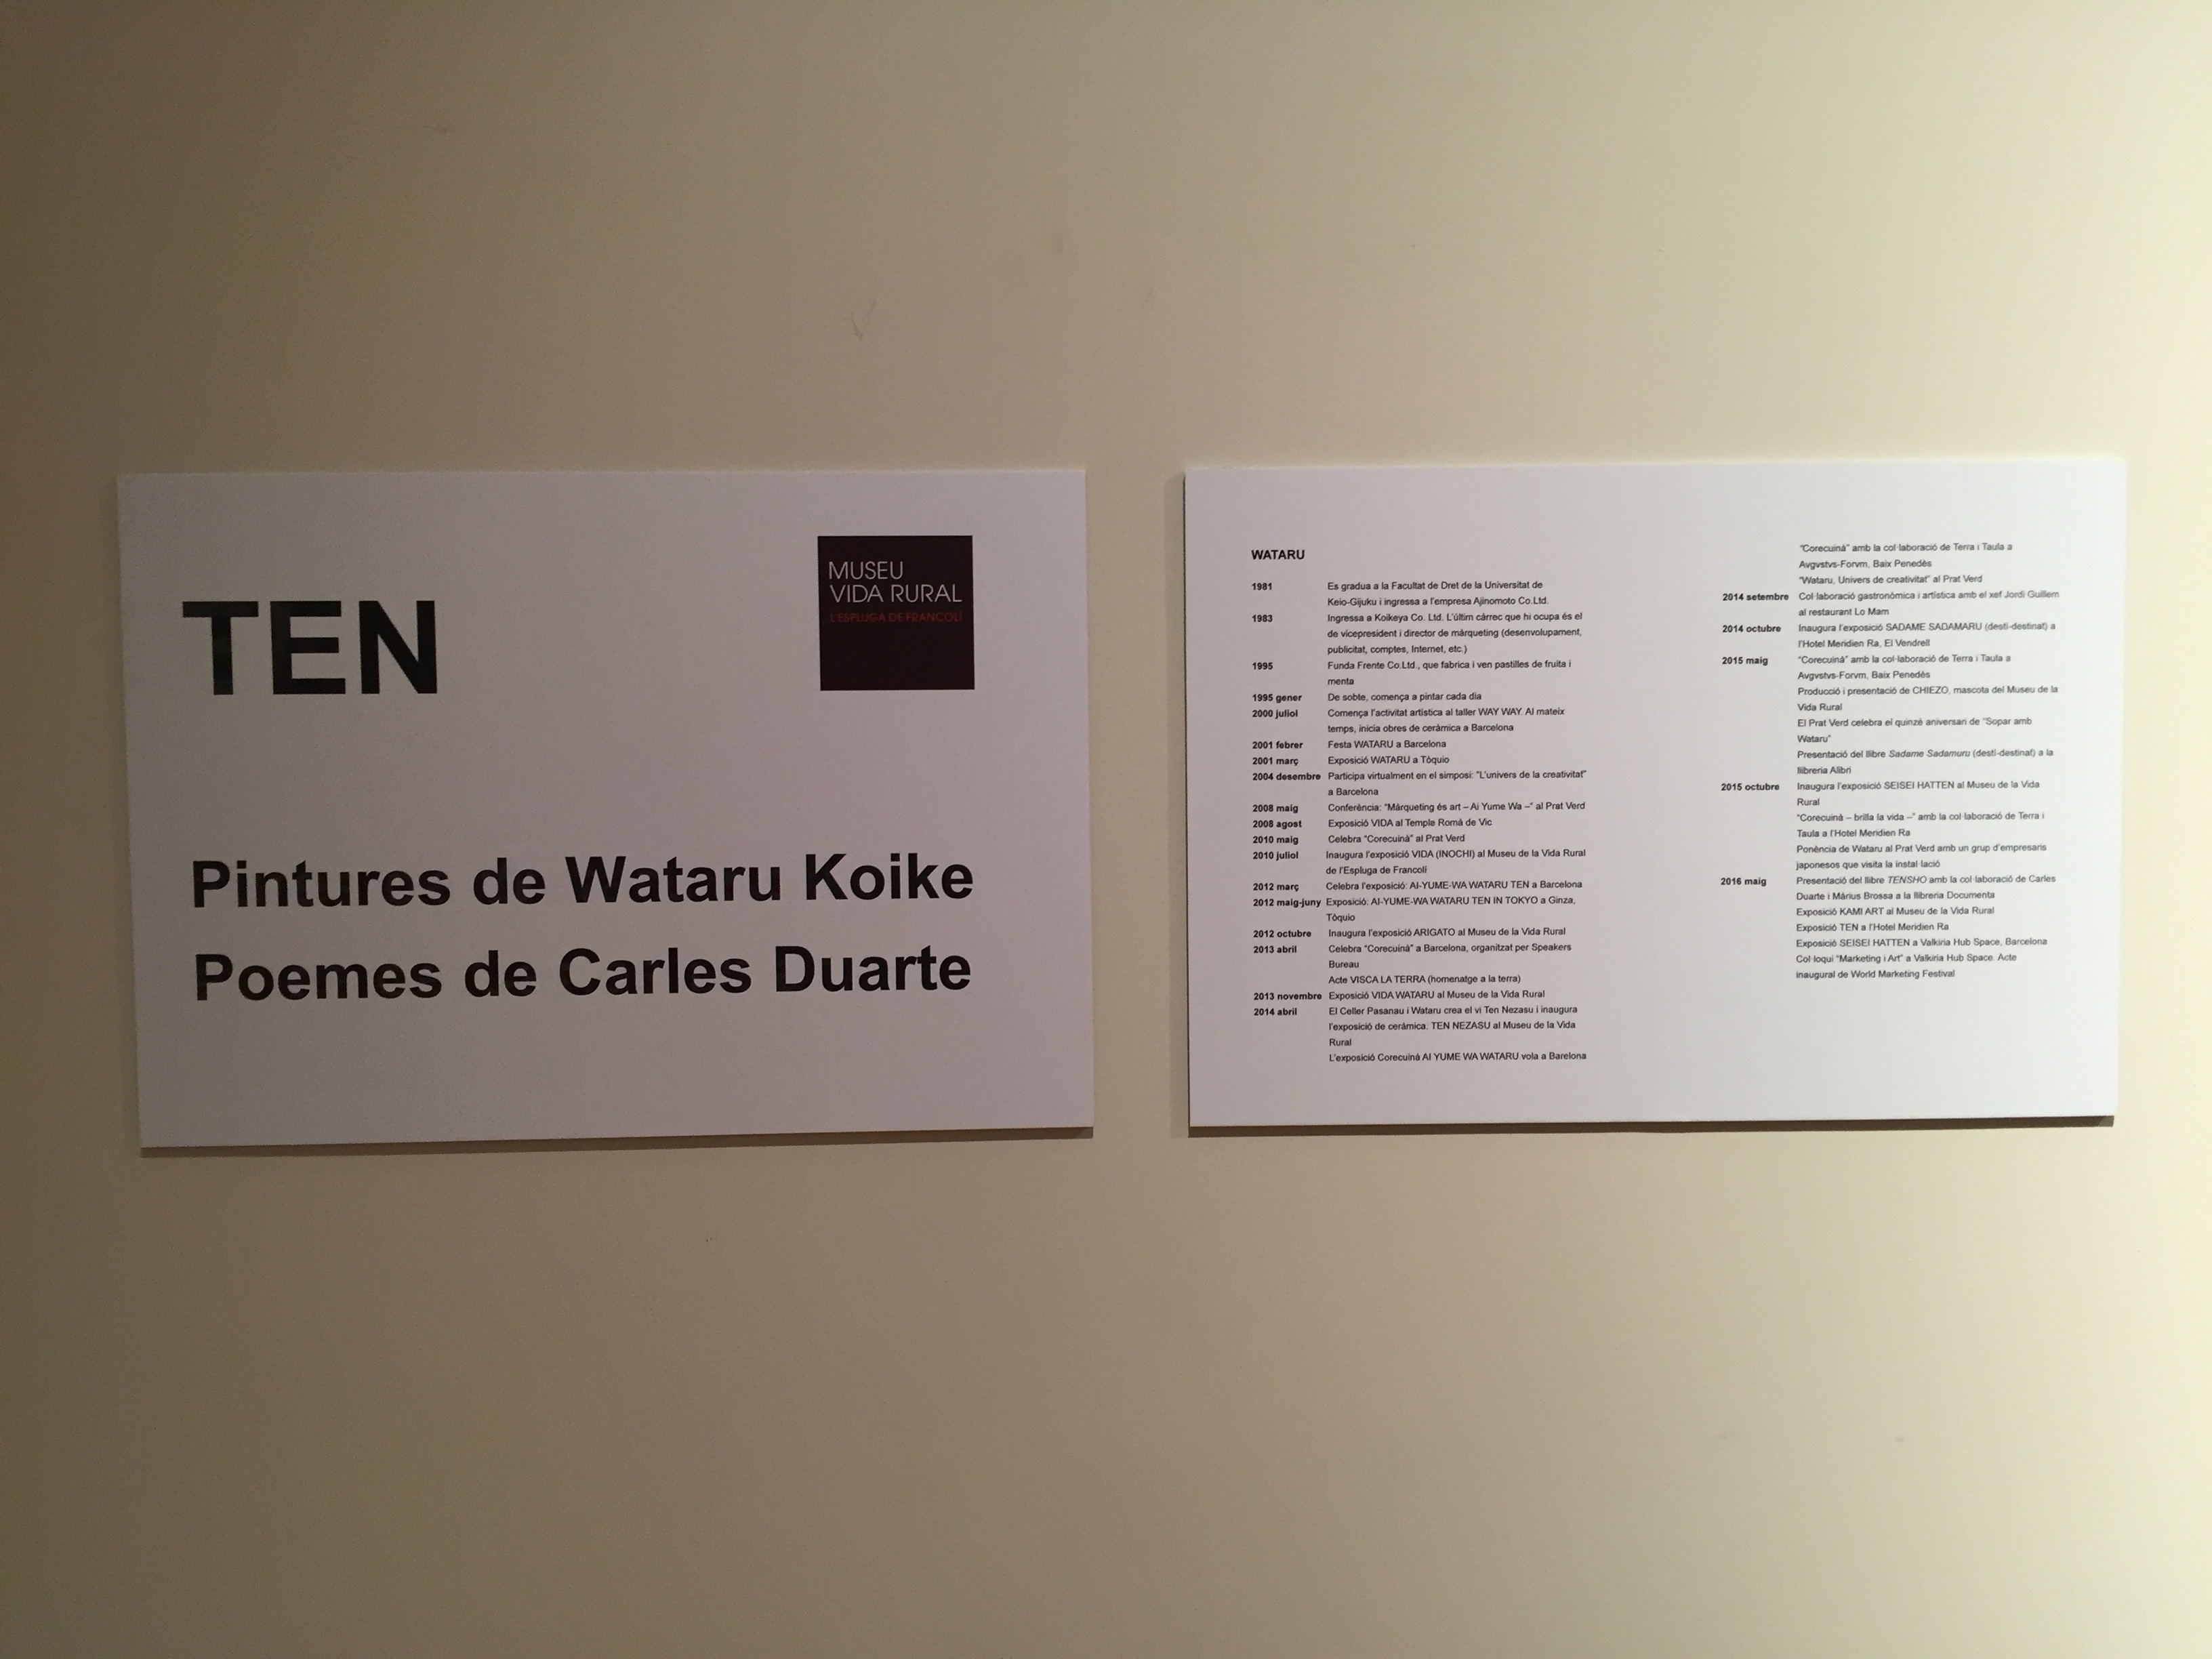 TEN
MUSEU
VIDA RURAL
L'ESPLUGA DE FRANCOLÍ
Pintures de Wataru Koike
Poemes de Carles Duarte
WATARU
1981 Es gradua a la Facultat de Dret de la Universitat de
Keio-Gijuku i ingressa a l'empresa Ajinomoto Co.Ltd.
1983 Ingressa a Koikeya Co. Ltd. L'últim càrrec que hi ocupa és el
de vicepresident i director de màrqueting (desenvolupament,
publicitat, comptes, Internet, etc.)
1995 Funda Frente Co.Ltd., que fabrica i ven pastilles de fruita i
menta
1995 gener De sobte, comença a pintar cada dia
2000 juliol Comença l'activitat artística al taller WAY WAY. Al mateix
temps, inicia obres de ceràmica a Barcelona
2001 febrer Festa WATARU a Barcelona
2001 març Exposició WATARU a Tòquio
2004 desembre Participa virtualment en el simposi: "L'univers de la creativitat"
a Barcelona
2008 maig Conferència: "Màrqueting és art – Ai Yume Wa –" al Prat Verd
2008 agost Exposició VIDA al Temple Romà de Vic
2010 maig Celebra "Corecuinà" al Prat Verd
2010 juliol Inaugura l'exposició VIDA (INOCHI) al Museu de la Vida Rural
de l'Espluga de Francolí
2012 març Celebra l'exposició: AI-YUME-WA WATARU TEN a Barcelona
2012 maig-juny Exposició: AI-YUME-WA WATARU TEN IN TOKYO a Ginza,
Tòquio
2012 octubre Inaugura l'exposició ARIGATO al Museu de la Vida Rural
2013 abril Celebra "Corecuinà" a Barcelona, organitzat per Speakers
Bureau
Acte VISCA LA TERRA (homenatge a la terra)
2013 novembre Exposició VIDA WATARU al Museu de la Vida Rural
2014 abril El Celler Pasanau i Wataru crea el vi Ten Nezasu i inaugura
l'exposició de ceràmica. TEN NEZASU al Museu de la Vida
Rural
L'exposició Corecuinà AI YUME WA WATARU vola a Barelona
"Corecuinà" amb la col·laboració de Terra i Taula a
Avgvstvs-Forvm, Baix Penedès
"Wataru, Univers de creativitat" al Prat Verd
2014 setembre Col·laboració gastronòmica i artística amb el xef Jordi Guillem
al restaurant Lo Mam
2014 octubre Inaugura l'exposició SADAME SADAMARU (destí-destinat) a
l'Hotel Meridien Ra, El Vendrell
2015 maig "Corecuinà" amb la col·laboració de Terra i Taula a
Avgvstvs-Forvm, Baix Penedès
Producció i presentació de CHIEZO, mascota del Museu de la
Vida Rural
El Prat Verd celebra el quinzè aniversari de "Sopar amb
Wataru"
Presentació del llibre Sadame Sadamuru (destí-destinat) a la
llibreria Alibri
2015 octubre Inaugura l'exposició SEISEI HATTEN al Museu de la Vida
Rural
"Corecuinà – brilla la vida –" amb la col·laboració de Terra i
Taula a l'Hotel Meridien Ra
Ponència de Wataru al Prat Verd amb un grup d'empresaris
japonesos que visita la instal·lació
2016 maig Presentació del llibre TENSHO amb la col·laboració de Carles
Duarte i Màrius Brossa a la llibreria Documenta
Exposició KAMI ART al Museu de la Vida Rural
Exposició TEN a l'Hotel Meridien Ra
Exposició SEISEI HATTEN a Valkiria Hub Space, Barcelona
Col·loqui "Marketing i Art" a Valkiria Hub Space. Acte
inaugural de World Marketing Festival